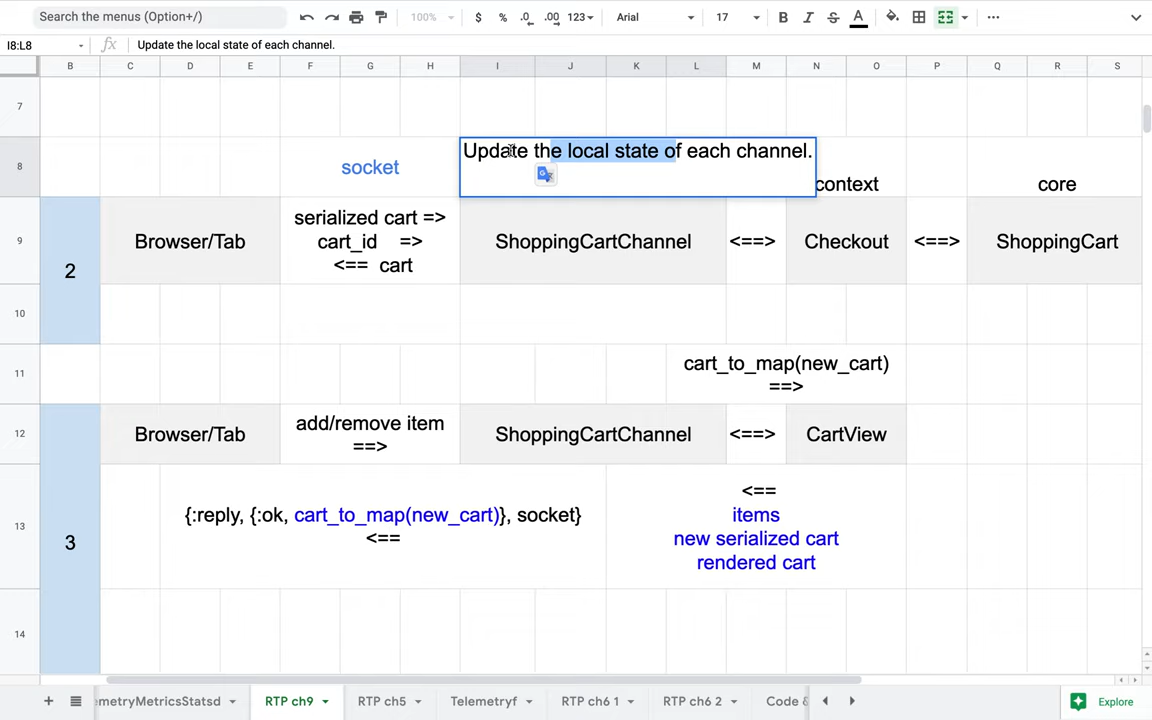 Search the menus (Option+/)
100%
$ % .0 .00 123
Arial
17
B I S A
I8:L8
fx
Update the local state of each channel.
B C D E F G H I J K L M N O P Q R S
7
8
socket
Update the local state of each channel.
context
core
9
2
Browser/Tab
serialized cart =>
cart_id =>
<== cart
ShoppingCartChannel
<==>
Checkout
<==>
ShoppingCart
10
11
cart_to_map(new_cart)
==>
12
Browser/Tab
add/remove item
==>
ShoppingCartChannel
<==>
CartView
13
3
{:reply, {:ok, cart_to_map(new_cart)}, socket}
<==
<==
items
new serialized cart
rendered cart
14
emetryMetricsStatsd
RTP ch9
RTP ch5
Telemetryf
RTP ch6 1
RTP ch6 2
Code &
Explore